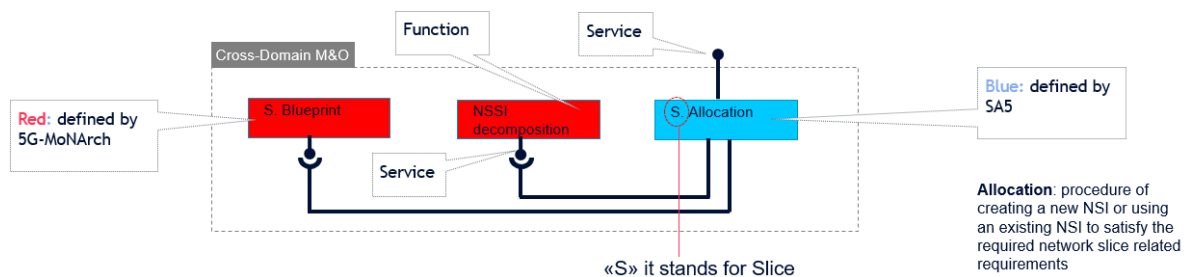 Function
Service
Cross-Domain M&O
Red: defined by
5G-MoNArch
S. Blueprint
NSSI
decomposition
S. Allocation
Blue: defined by
SA5
Service
Allocation: procedure of
creating a new NSI or using
an existing NSI to satisfy the
required network slice related
requirements
«S» it stands for Slice